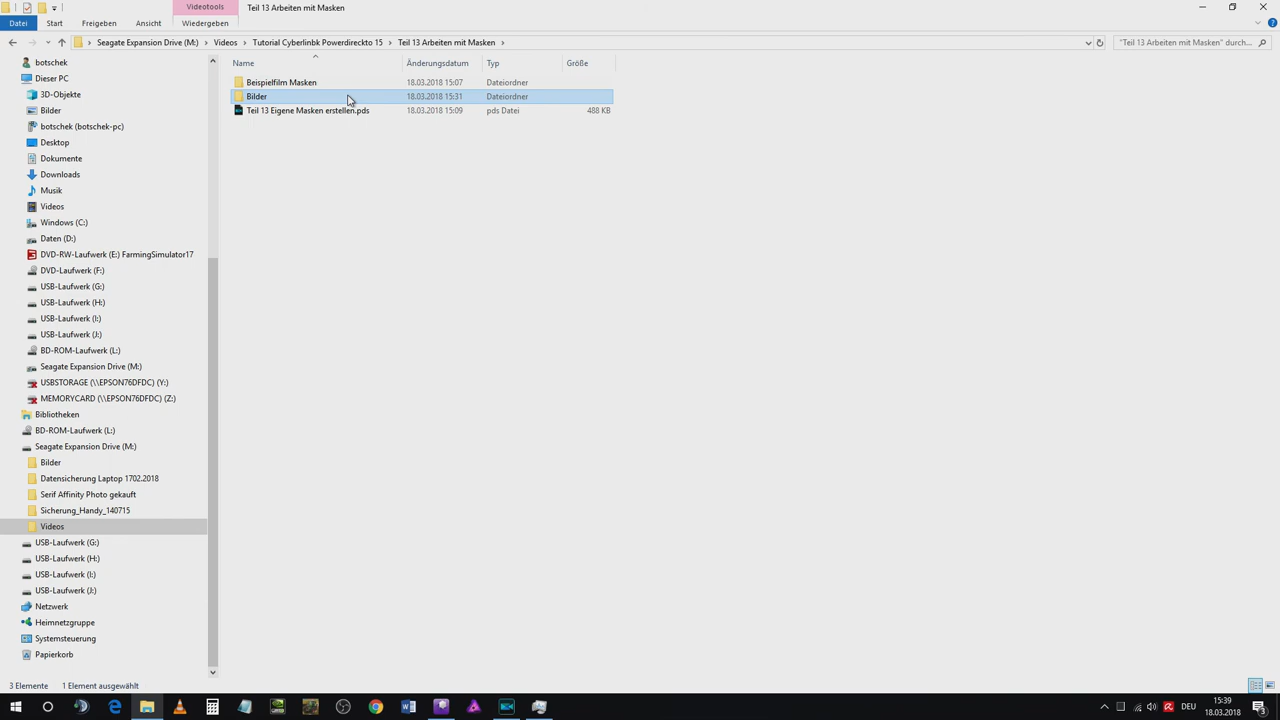 Videotools
Teil 13 Arbeiten mit Masken
Datei
Start
Freigeben
Ansicht
Wiedergeben
Seagate Expansion Drive (M:)
Videos
Tutorial Cyberlinbk Powerdireckto 15
Teil 13 Arbeiten mit Masken
"Teil 13 Arbeiten mit Masken" durch...
Name
Änderungsdatum
Typ
Größe
Beispielfilm Masken
18.03.2018 15:07
Dateiordner
Bilder
18.03.2018 15:31
Dateiordner
Teil 13 Eigene Masken erstellen.pds
18.03.2018 15:09
pds Datei
488 KB
botschek
Dieser PC
3D-Objekte
Bilder
botschek (botschek-pc)
Desktop
Dokumente
Downloads
Musik
Videos
Windows (C:)
Daten (D:)
DVD-RW-Laufwerk (E:) FarmingSimulator17
DVD-Laufwerk (F:)
USB-Laufwerk (G:)
USB-Laufwerk (H:)
USB-Laufwerk (I:)
USB-Laufwerk (J:)
BD-ROM-Laufwerk (L:)
Seagate Expansion Drive (M:)
USBSTORAGE (\\EPSON76DFDC) (Y:)
MEMORYCARD (\\EPSON76DFDC) (Z:)
Bibliotheken
BD-ROM-Laufwerk (L:)
Seagate Expansion Drive (M:)
Bilder
Datensicherung Laptop 1702.2018
Serif Affinity Photo gekauft
Sicherung_Handy_140715
Videos
USB-Laufwerk (G:)
USB-Laufwerk (H:)
USB-Laufwerk (I:)
USB-Laufwerk (J:)
Netzwerk
Heimnetzgruppe
Systemsteuerung
Papierkorb
3 Elemente
1 Element ausgewählt
DEU
15:39
18.03.2018